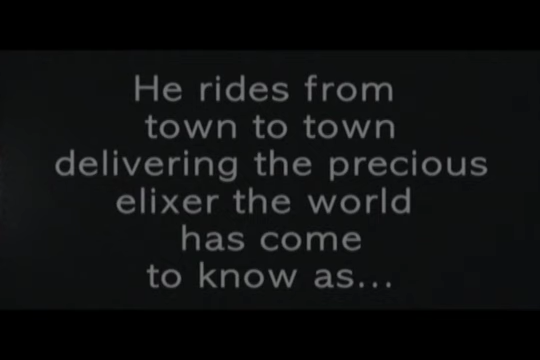 He rides from
town to town
delivering the precious
elixer the world
has come
to know as...